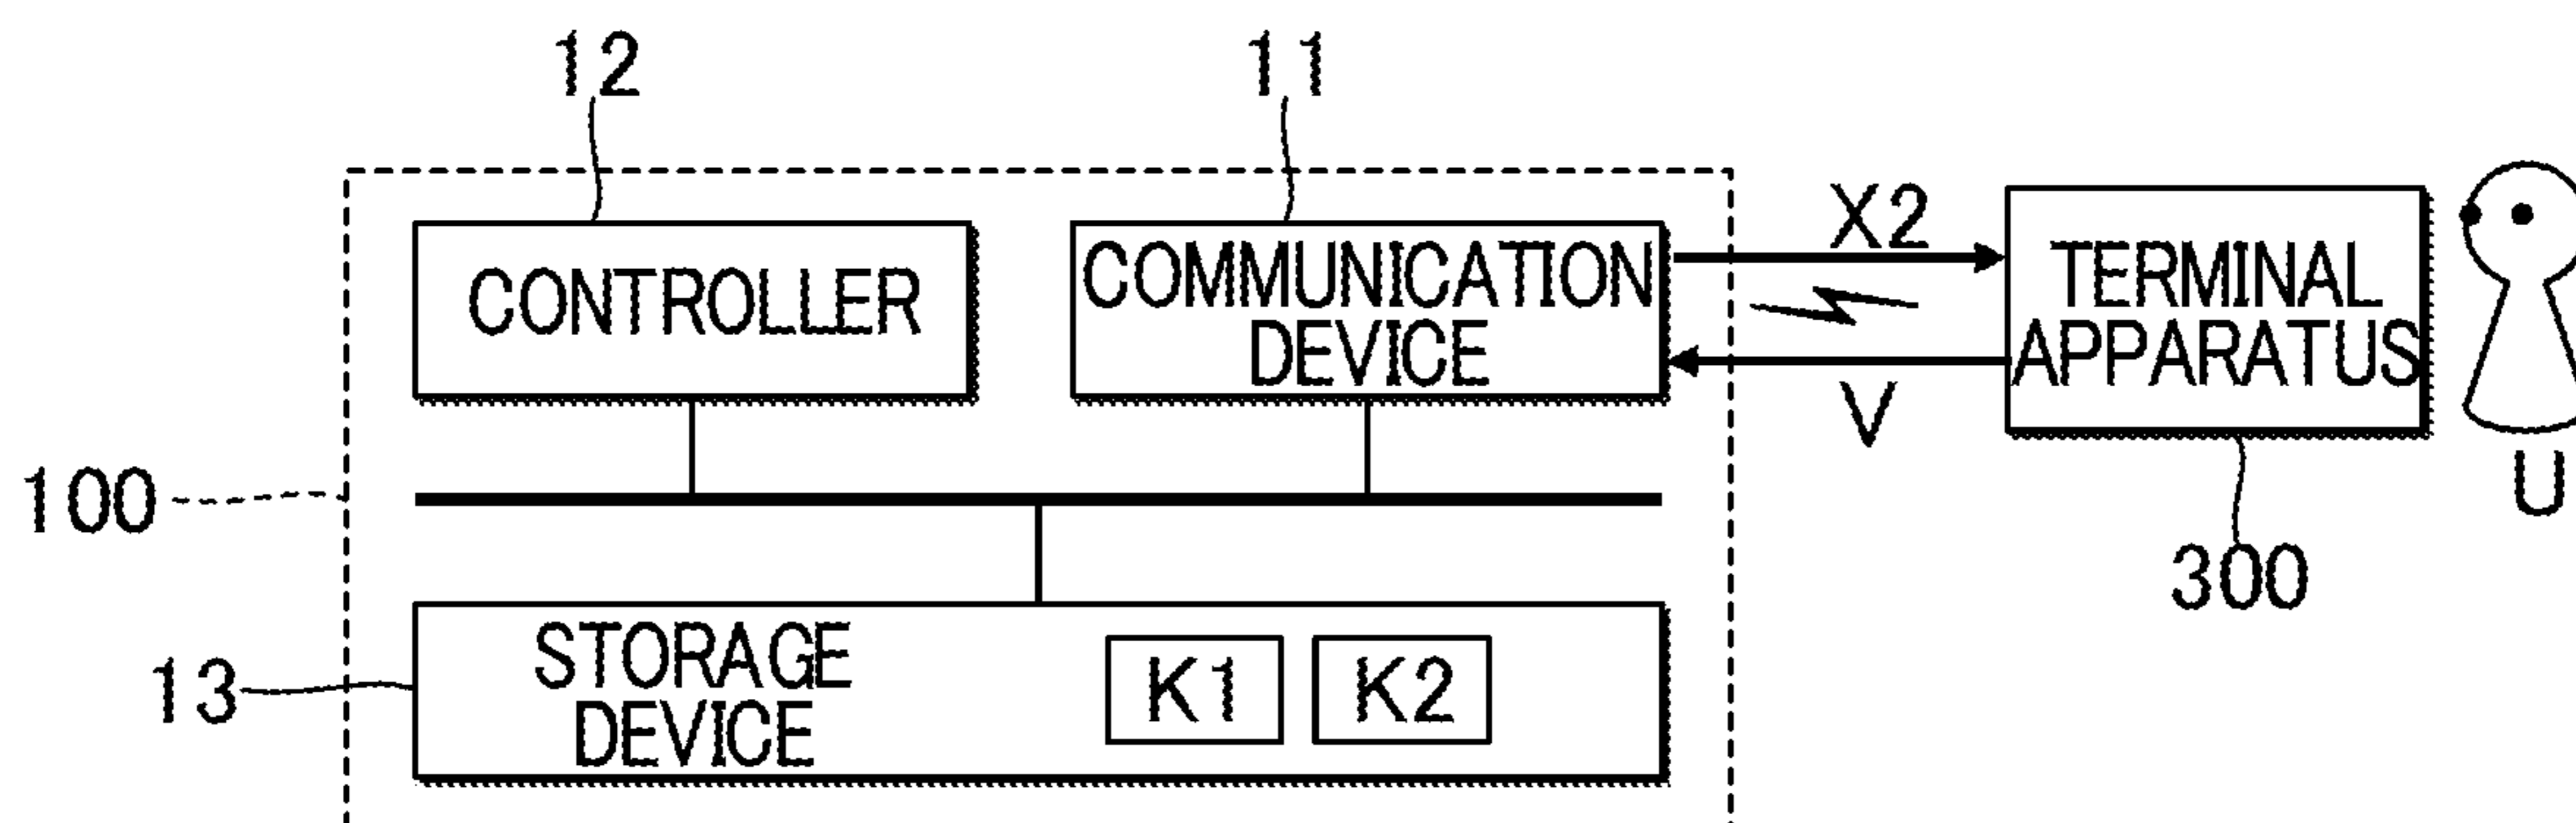 12
11
CONTROLLER
COMMUNICATION
DEVICE
X2
V
TERMINAL
APPARATUS
U
100
300
13
STORAGE
DEVICE
K1
K2